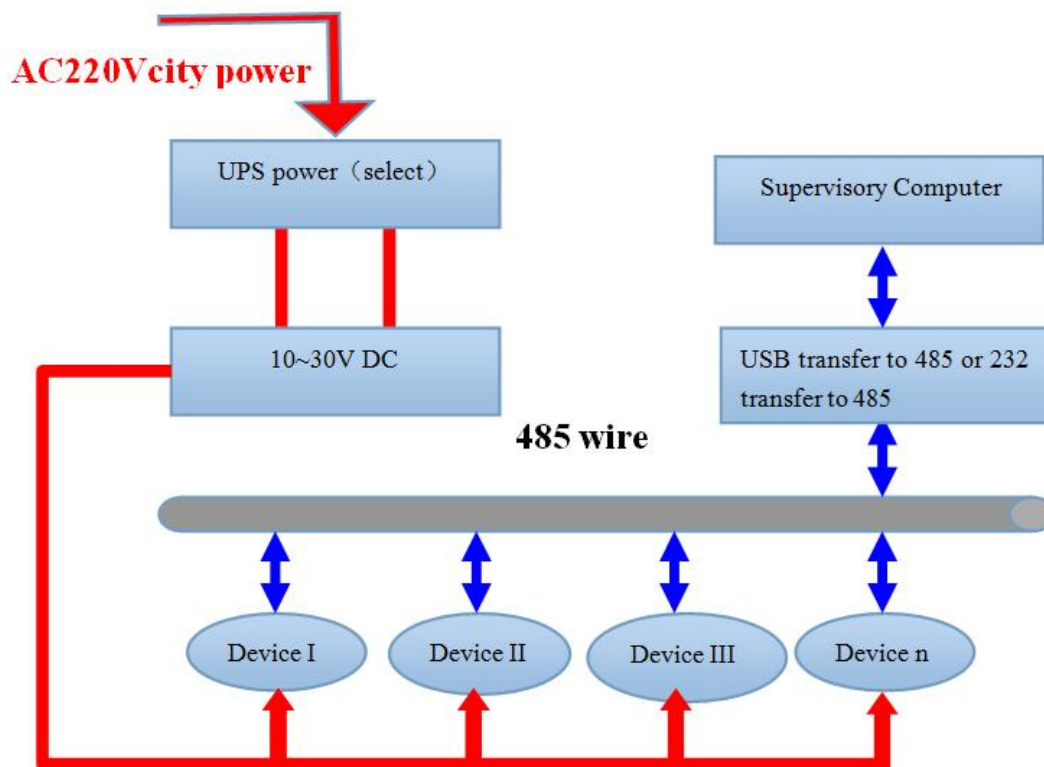 AC220Vcity power
UPS power（select）
Supervisory Computer
10~30V DC
USB transfer to 485 or 232
transfer to 485
485 wire
Device I
Device II
Device III
Device n